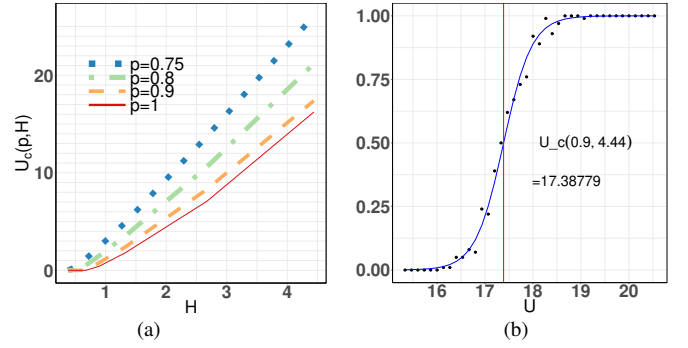 U_c(p,H)
20
10
0
p=0.75
p=0.8
p=0.9
p=1
1
2
3
4
H
(a)
1.00
0.75
0.50
0.25
0.00
U_c(0.9, 4.44)
=17.38779
16
17
18
19
20
U
(b)